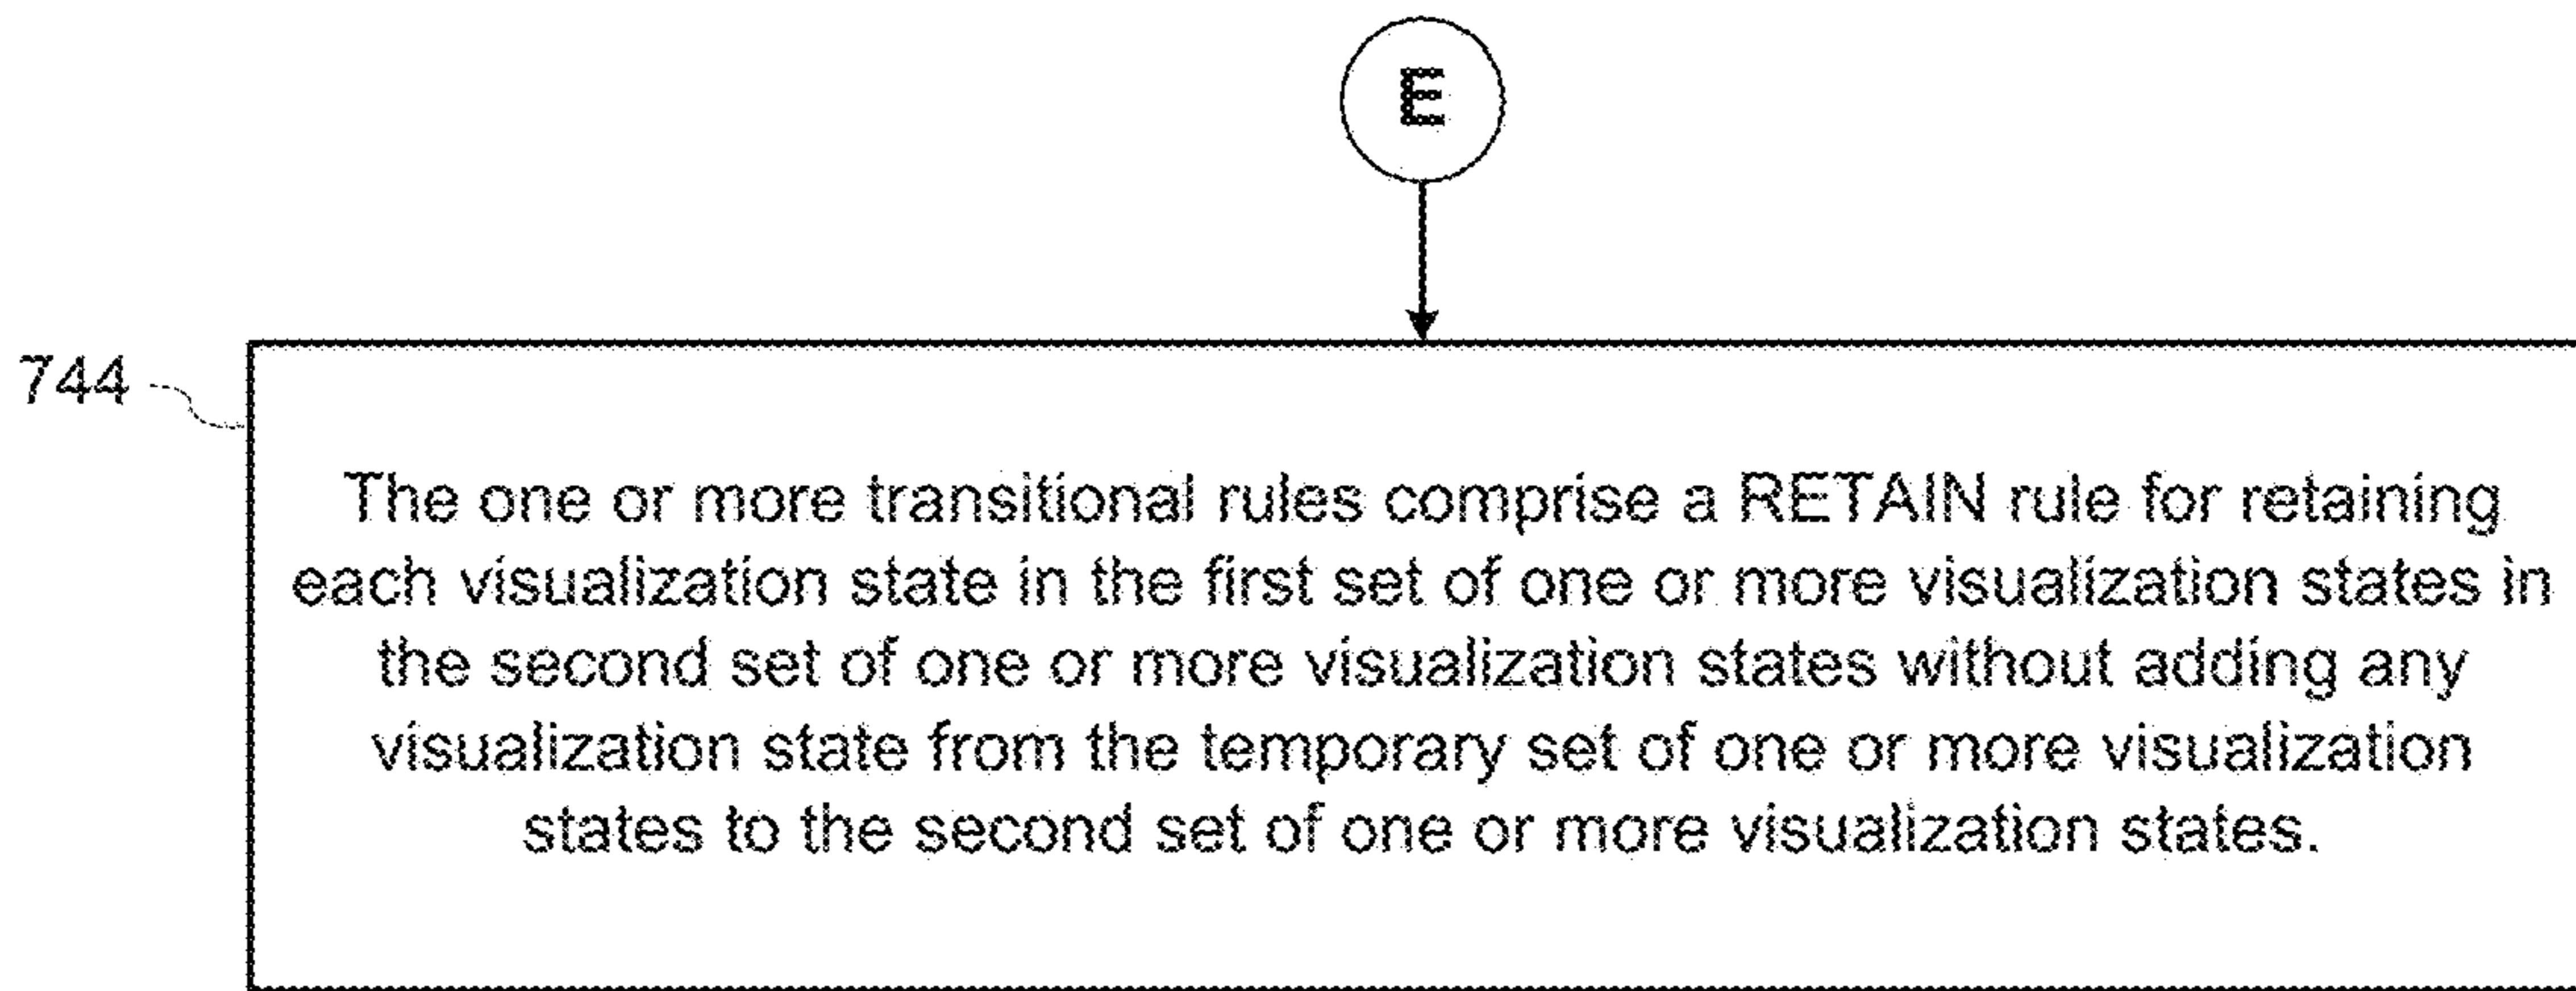 E
744
The one or more transitional rules comprise a RETAIN rule for retaining
each visualization state in the first set of one or more visualization states in
the second set of one or more visualization states without adding any
visualization state from the temporary set of one or more visualization
states to the second set of one or more visualization states.